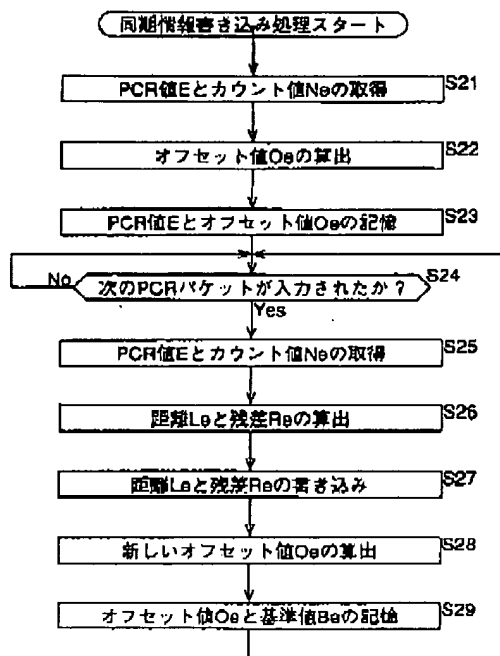 同期情報書き込み処理スタート
PCR値EとカウントNeの取得 S21
オフセット値Oeの算出 S22
PCR値Eとオフセット値Oeの記憶 S23
次のPCRパケットが入力されたか？ S24
No
Yes
PCR値Eとカウント値Neの取得 S25
距離Leと残差Reの算出 S26
距離Leと残差Reの書き込み S27
新しいオフセット値Oeの算出 S28
オフセット値Oeと基準値Beの記憶 S29